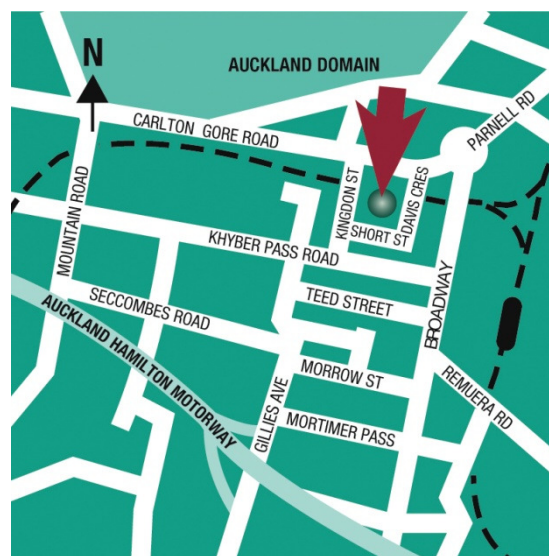 N
AUCKLAND DOMAIN
CARLTON GORE ROAD
PARNELL RD
MOUNTAIN ROAD
KINGDON ST
DAVIS CRES
SHORT ST
KHYBER PASS ROAD
TEED STREET
BROADWAY
SECCOMBES ROAD
AUCKLAND HAMILTON MOTORWAY
MORROW ST
REMUERA RD
GILLIES AVE
MORTIMER PASS